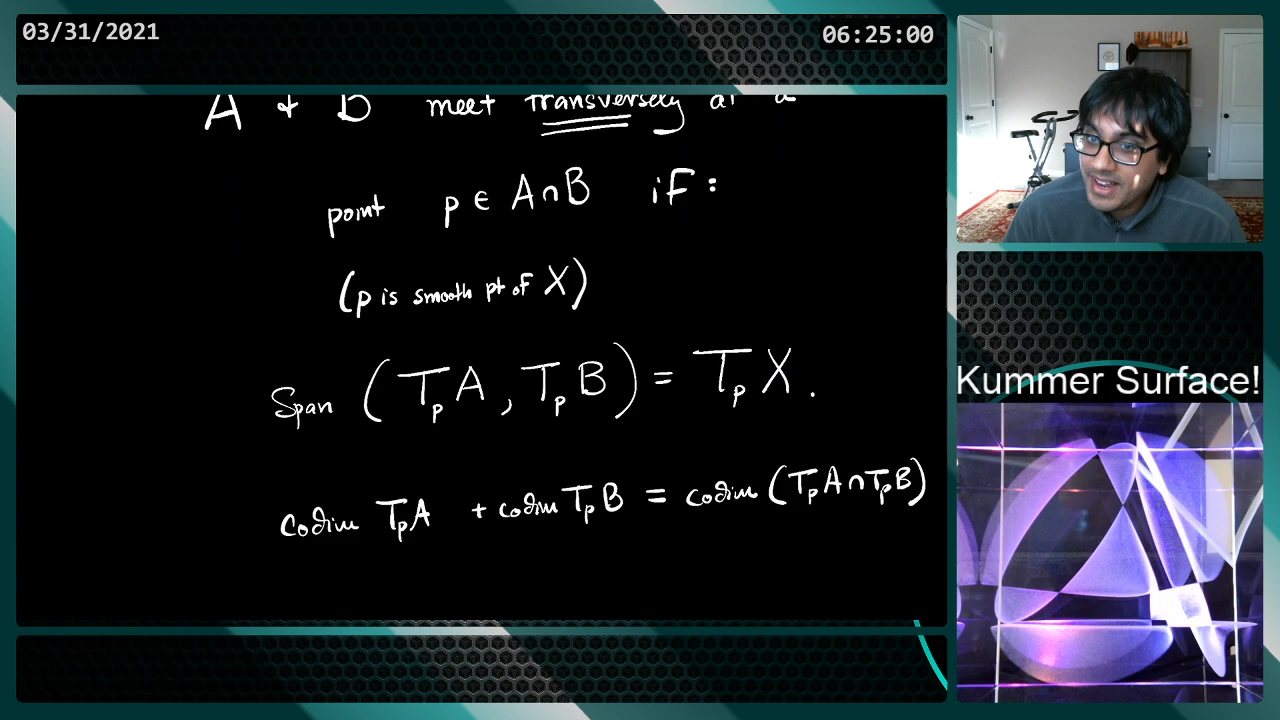 03/31/2021
06:25:00
A + B meet transversely at a
point p ∈ A∩B if :
(p is smooth pt of X)
Span (TₚA, TₚB) = TₚX.
codim TₚA + codim TₚB = codim (TₚA∩TₚB)
Kummer Surface!